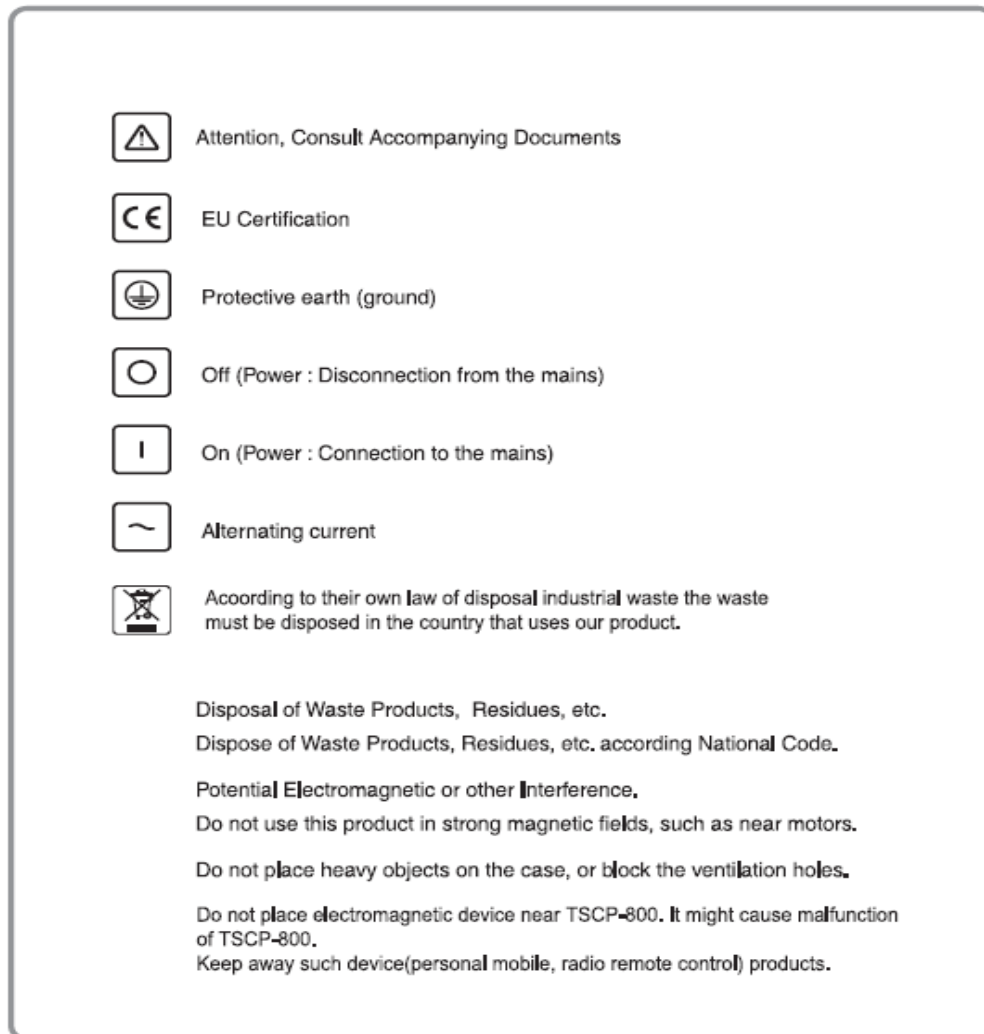 Attention, Consult Accompanying Documents
CE
EU Certification
Protective earth (ground)
Off (Power : Disconnection from the mains)
On (Power : Connection to the mains)
Alternating current
Acoording to their own law of disposal industrial waste the waste
must be disposed in the country that uses our product.
Disposal of Waste Products, Residues, etc.
Dispose of Waste Products, Residues, etc. according National Code.
Potential Electromagnetic or other Interference.
Do not use this product in strong magnetic fields, such as near motors.
Do not place heavy objects on the case, or block the ventilation holes.
Do not place electromagnetic device near TSCP-800. It might cause malfunction
of TSCP-800.
Keep away such device(personal mobile, radio remote control) products.